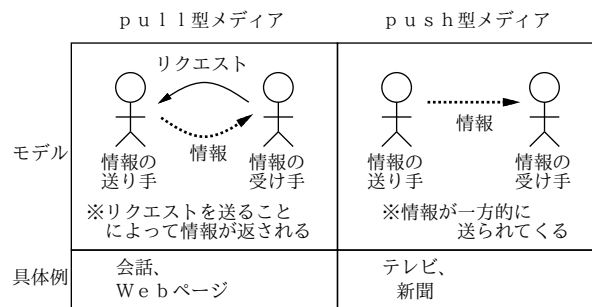 ｐｕｌｌ型メディア
ｐｕｓｈ型メディア
モデル
リクエスト
情報
情報の
送り手
情報の
受け手
※リクエストを送ること
によって情報が返される
情報
情報の
送り手
情報の
受け手
※情報が一方的に
送られてくる
具体例
会話、
Ｗｅｂページ
テレビ、
新聞